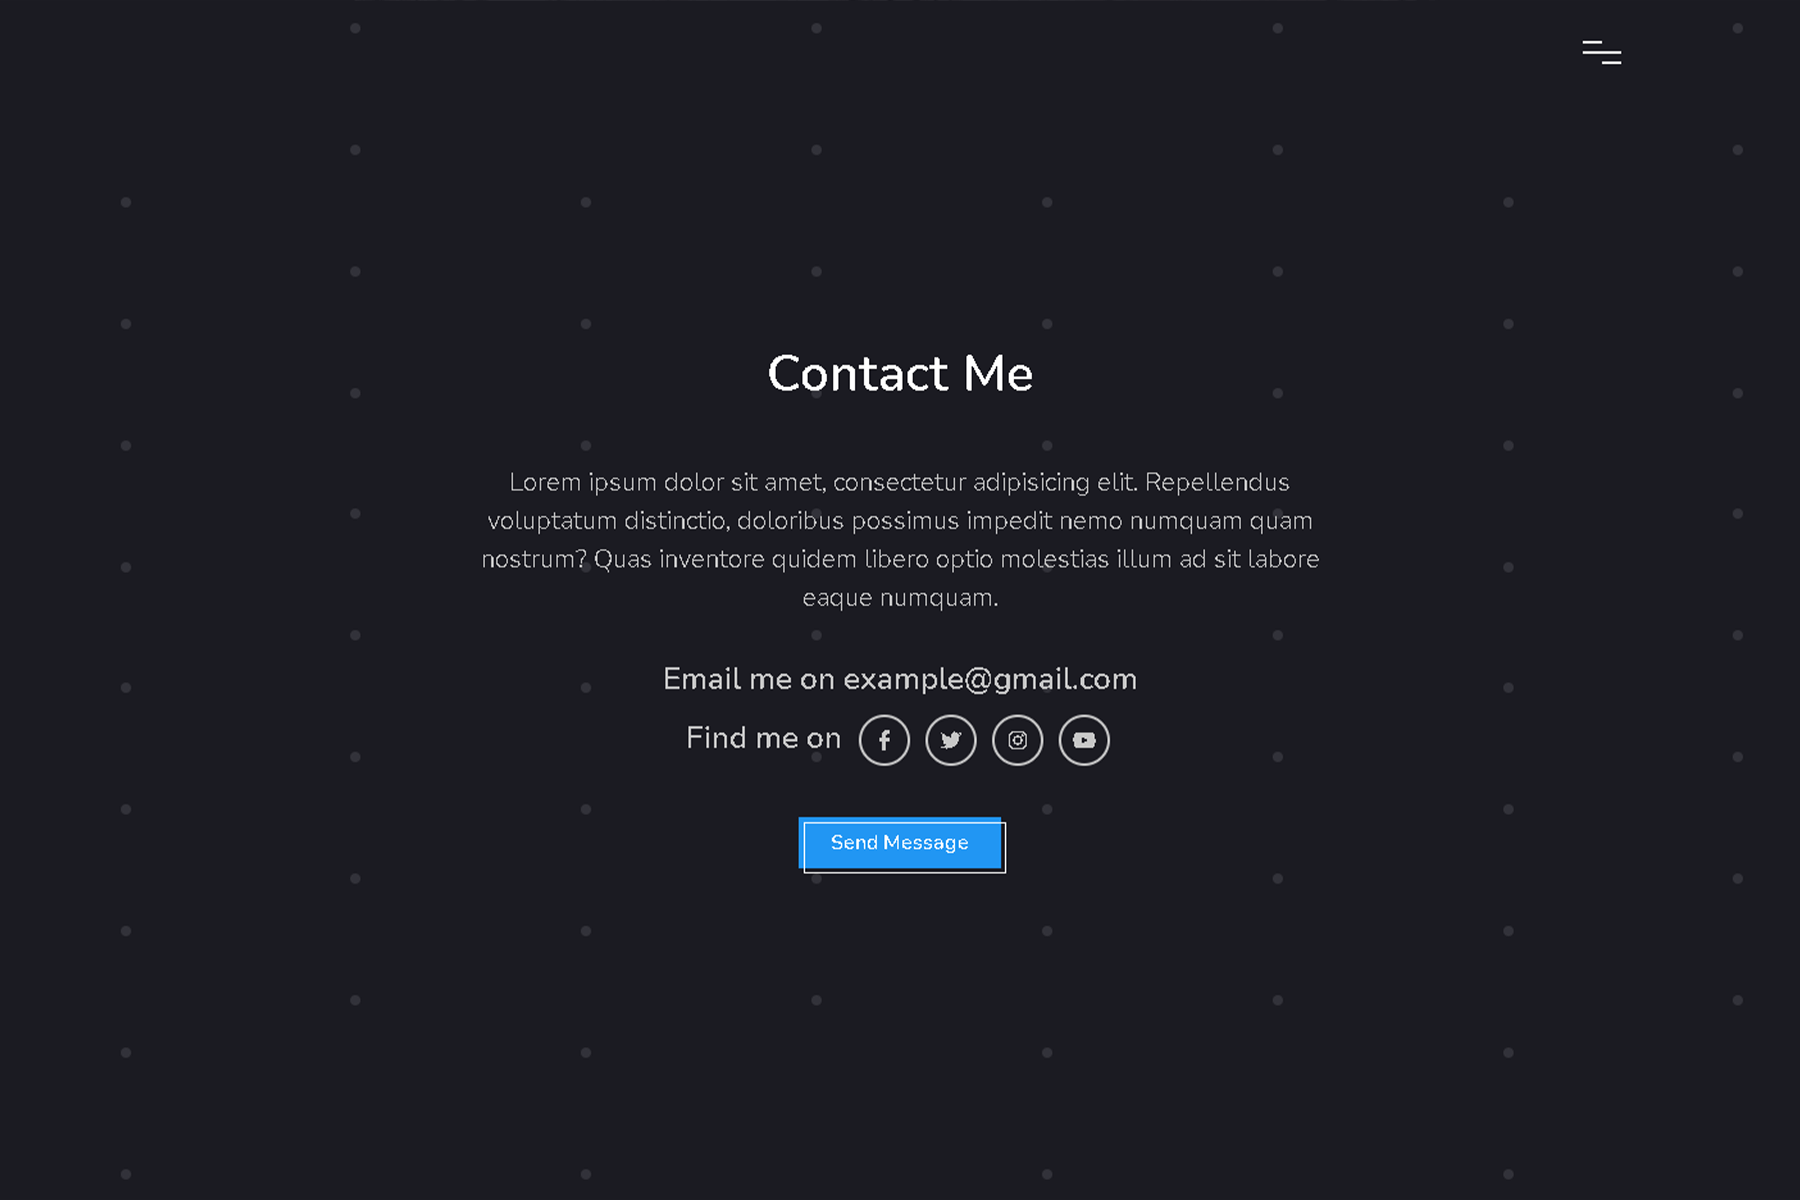 Contact Me
Lorem ipsum dolor sit amet, consectetur adipisicing elit. Repellendus
voluptatum distinctio, doloribus possimus impedit nemo numquam quam
nostrum? Quas inventore quidem libero optio molestias illum ad sit labore
eaque numquam.
Email me on example@gmail.com
Find me on
Send Message